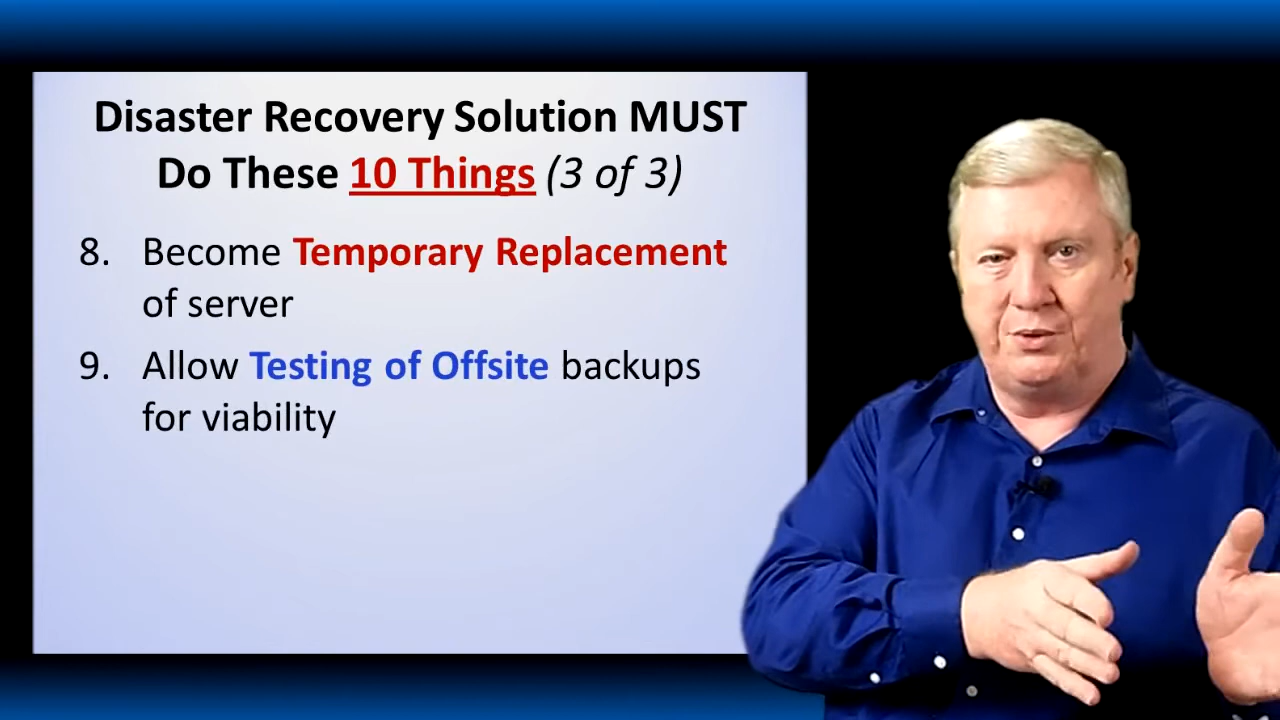 Disaster Recovery Solution MUST
Do These 10 Things (3 of 3)
8. Become Temporary Replacement
of server
9. Allow Testing of Offsite backups
for viability